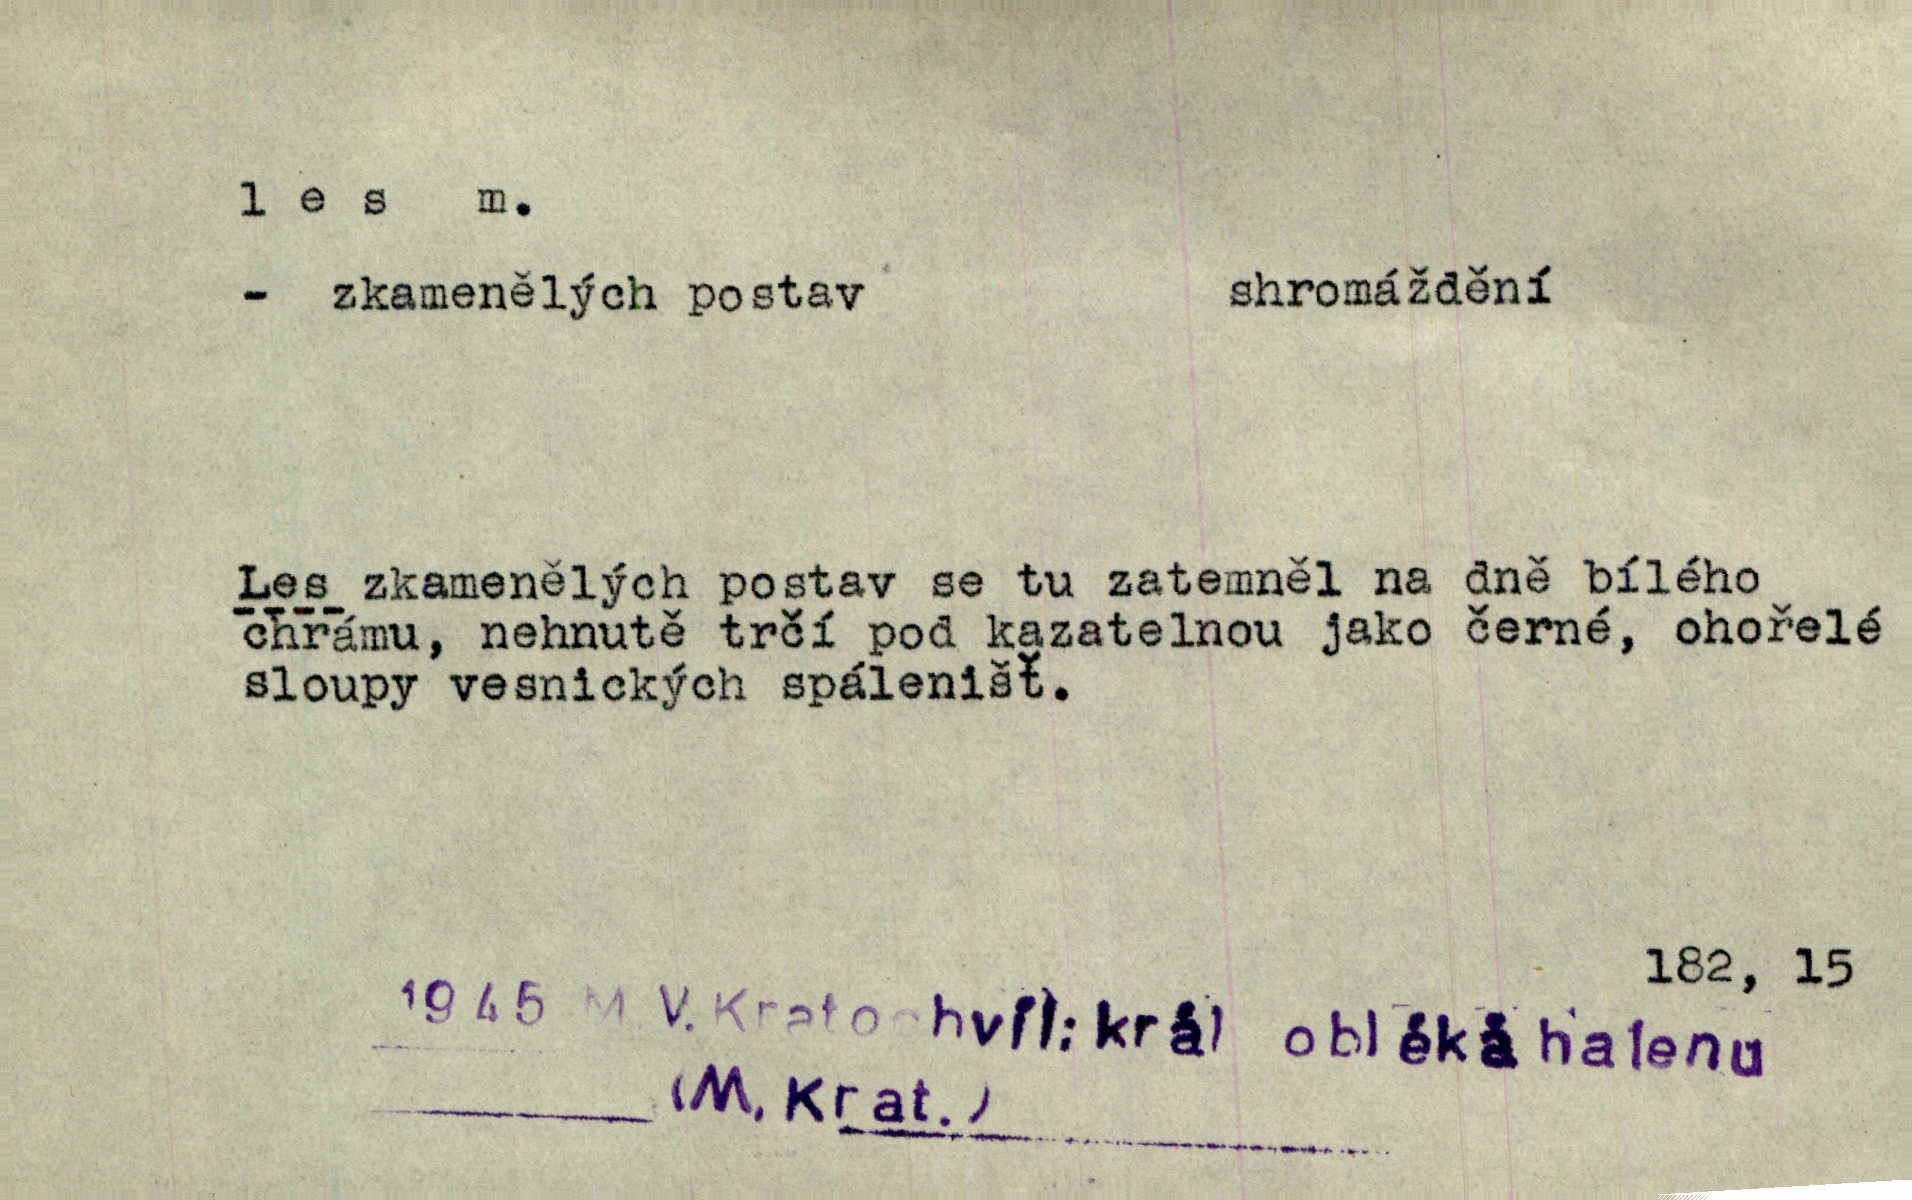 les m.
- zkamenělých postav shromáždění
Les zkamenělých postav se tu zatemněl na dně bílého
chrámu, nehnutě trčí pod kazatelnou jako černé, ohořelé
sloupy vesnických spálenišť.
182, 15
1945 M.V.Kratochvíl: král obléká halenu
(M. Krat.)